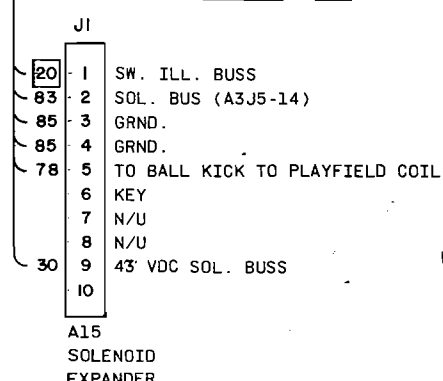 J1
20 1 SW. ILL. BUSS
83 2 SOL. BUS (A3J5-14)
85 3 GRND.
85 4 GRND.
78 5 TO BALL KICK TO PLAYFIELD COIL
6 KEY
7 N/U
8 N/U
30 9 43 VDC SOL. BUSS
10
A15
SOLENOID
EXPANDER